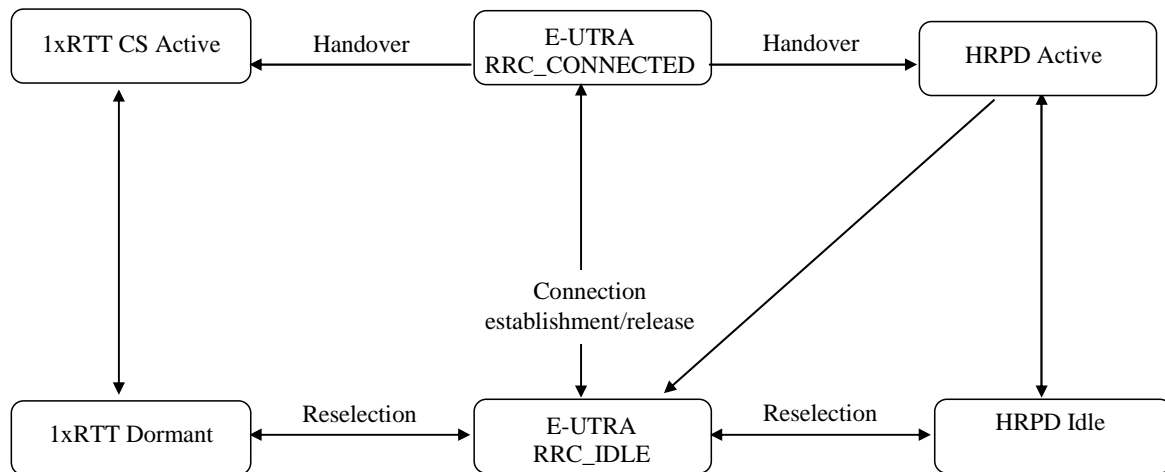 1xRTT CS Active
Handover
E-UTRA
RRC_CONNECTED
Handover
HRPD Active
Connection
establishment/release
1xRTT Dormant
Reselection
E-UTRA
RRC_IDLE
Reselection
HRPD Idle